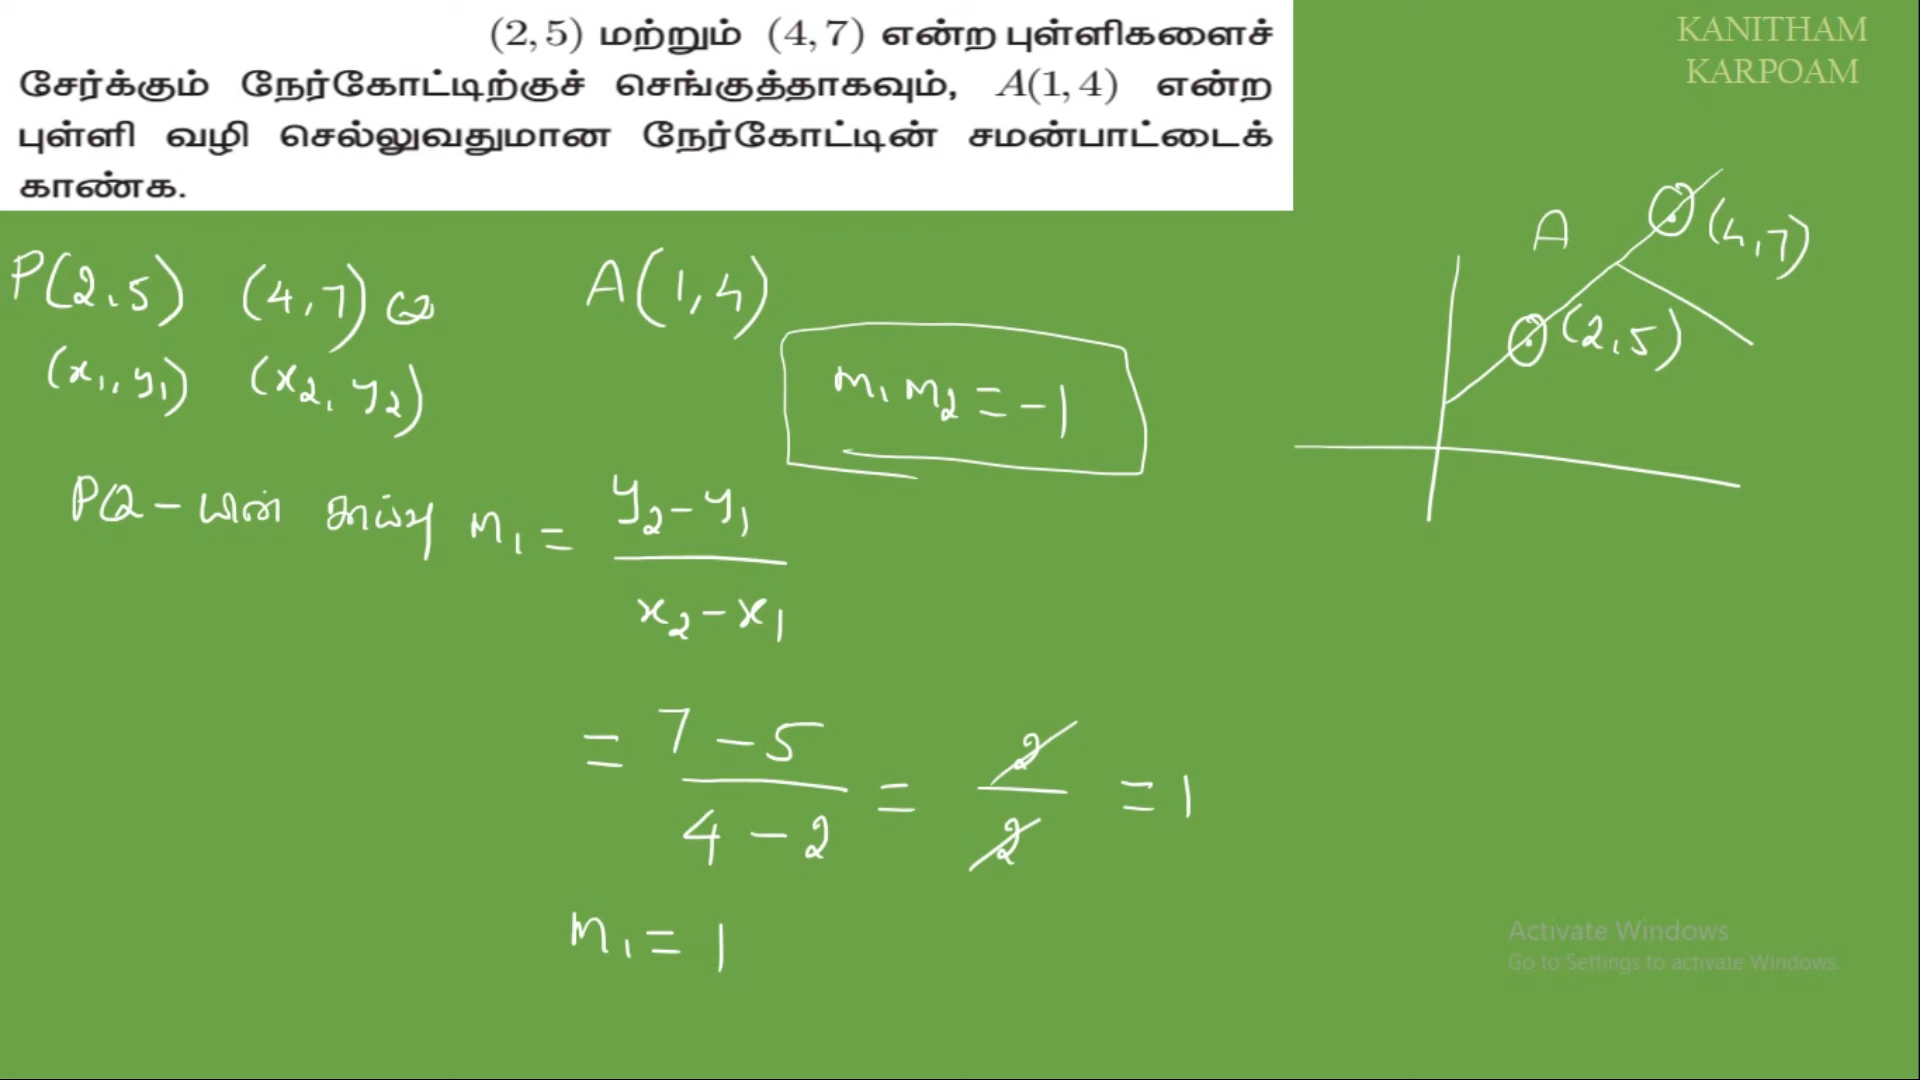 (2, 5) மற்றும் (4, 7) என்ற புள்ளிகளைச்
சேர்க்கும் நேர்கோட்டிற்குச் செங்குத்தாகவும், A(1, 4) என்ற
புள்ளி வழி செல்லுவதுமான நேர்கோட்டின் சமன்பாட்டைக்
காண்க.
KANITHAM
KARPOAM
P(2,5) (4,7) Q A(1,4)
(x₁, y₁) (x₂, y₂)
m₁ m₂ = -1
PQ - யின் சாய்வு m₁ = y₂ - y₁ / x₂ - x₁
= 7 - 5 / 4 - 2 = 2 / 2 = 1
m₁ = 1
A (4,7)
(2,5)
Activate Windows
Go to Settings to activate Windows.